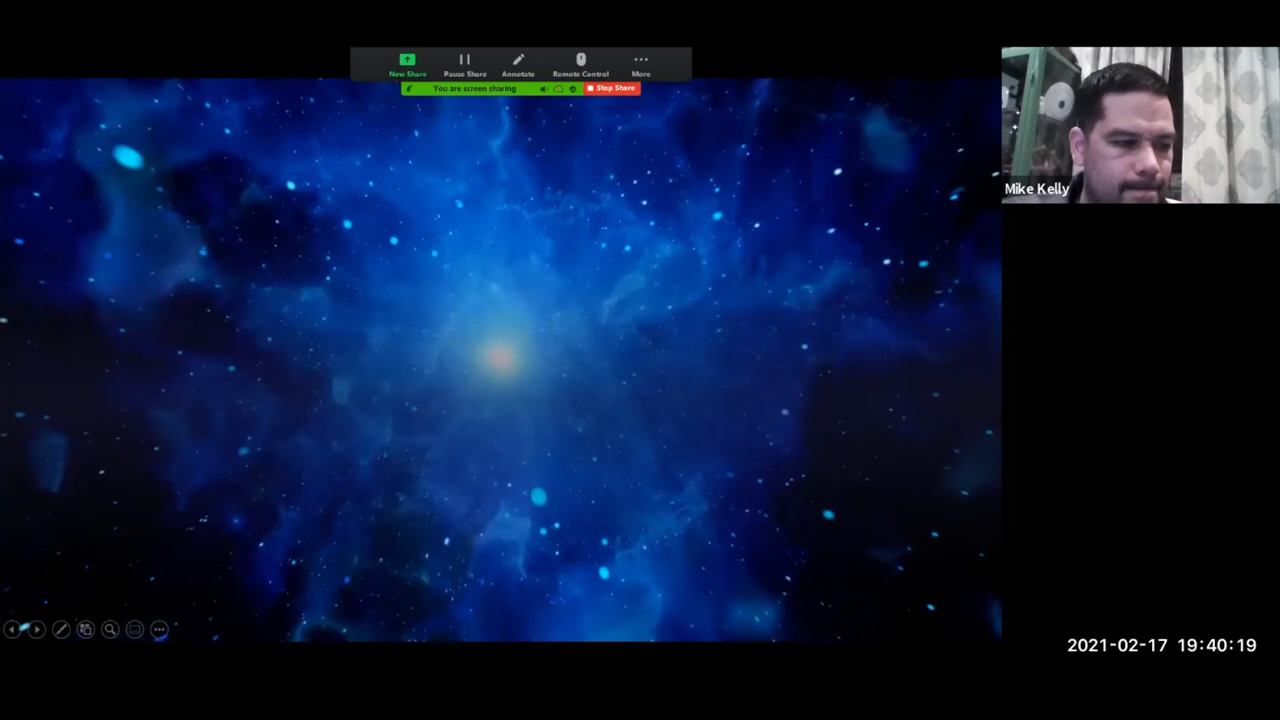 New Share Pause Share Annotate Remote Control More
You are screen sharing Stop Share
Mike Kelly
2021-02-17 19:40:19